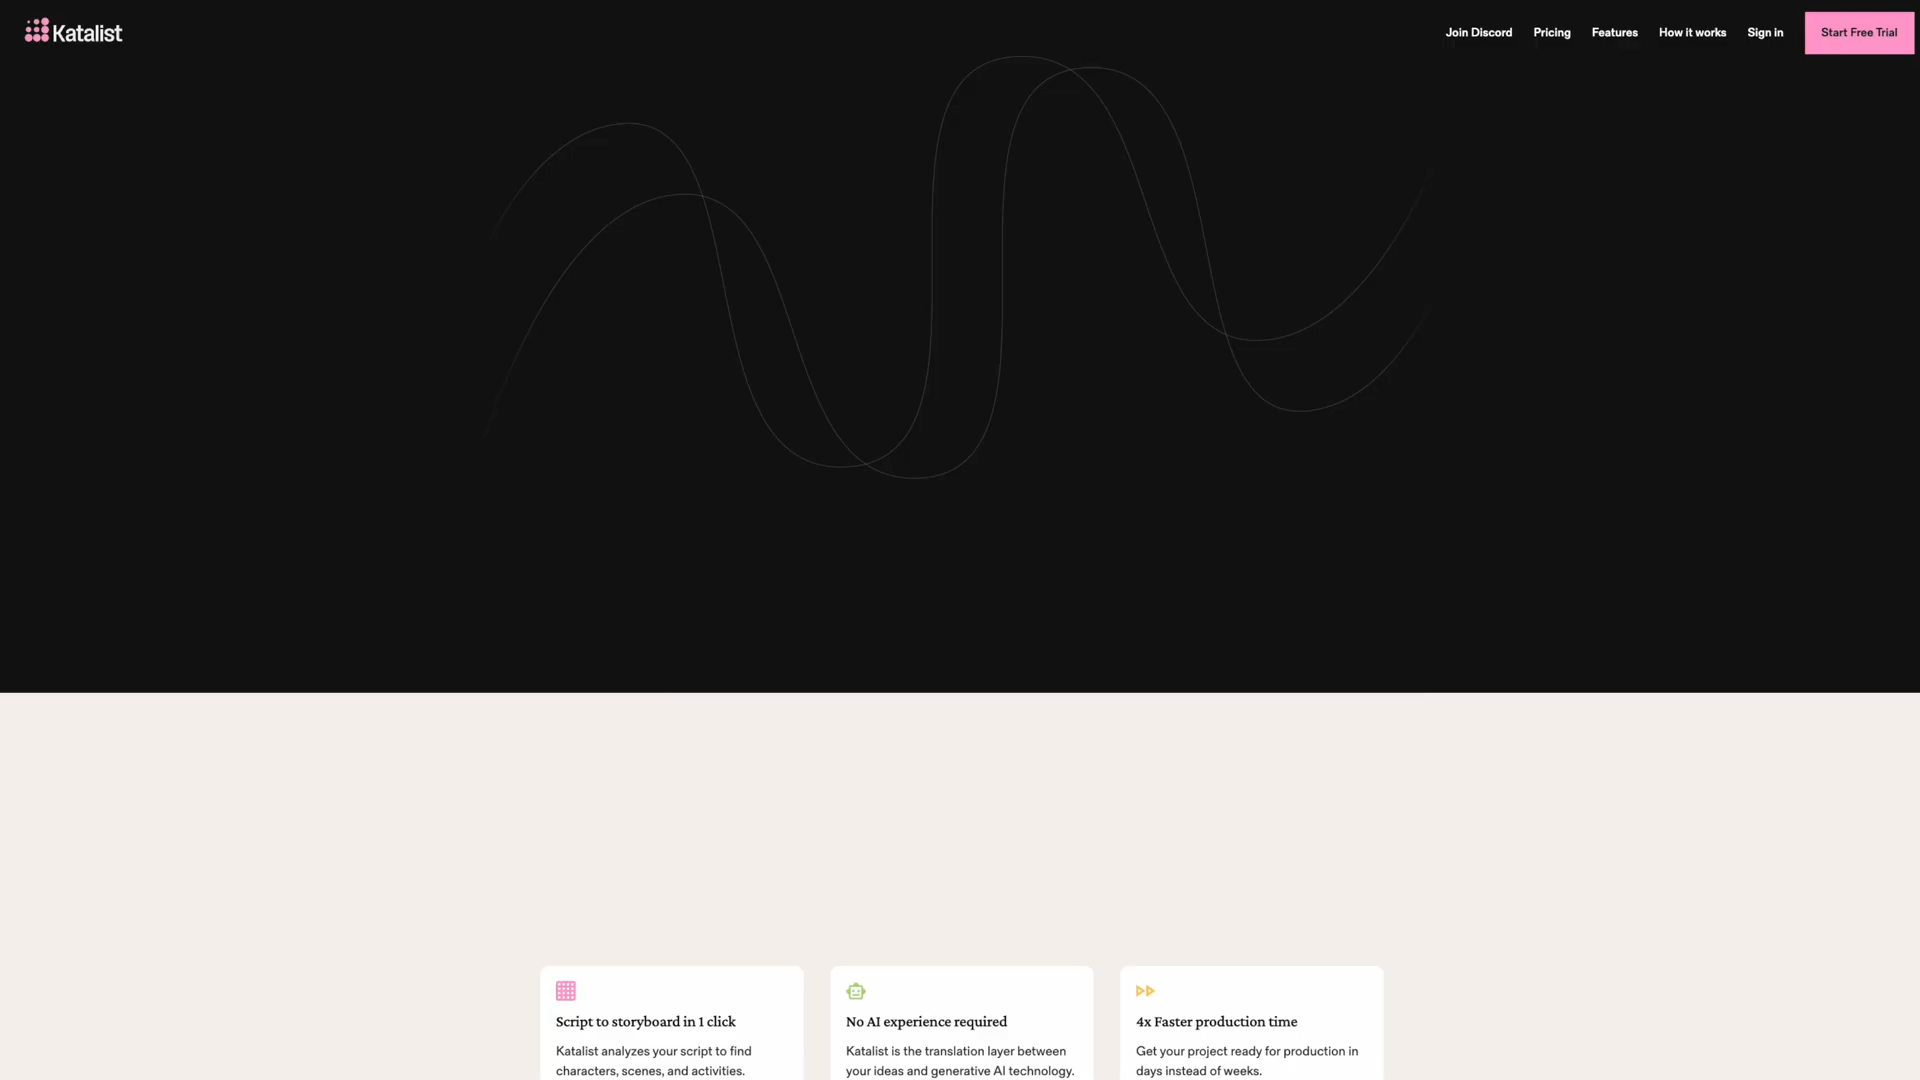 Katalist
Join Discord
Pricing
Features
How it works
Sign in
Start Free Trial
Script to storyboard in 1 click
Katalist analyzes your script to find
characters, scenes, and activities.
No AI experience required
Katalist is the translation layer between
your ideas and generative AI technology.
4x Faster production time
Get your project ready for production in
days instead of weeks.